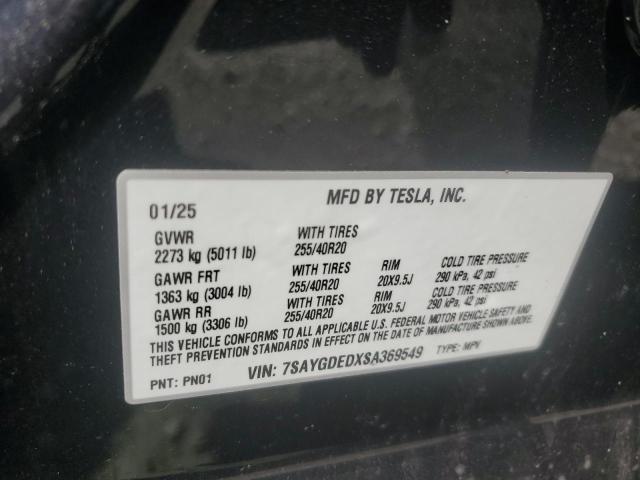 MFD BY TESLA, INC.
01/25
GVWR WITH TIRES
2273 kg (5011 lb) 255/40R20
GAWR FRT WITH TIRES RIM COLD TIRE PRESSURE
1363 kg (3004 lb) 255/40R20 20X9.5J 290 kPa, 42 psi
GAWR RR WITH TIRES RIM COLD TIRE PRESSURE
1500 kg (3306 lb) 255/40R20 20X9.5J 290 kPa, 42 psi
THIS VEHICLE CONFORMS TO ALL APPLICABLE U.S. FEDERAL MOTOR VEHICLE SAFETY AND
THEFT PREVENTION STANDARDS IN EFFECT ON THE DATE OF MANUFACTURE SHOWN ABOVE.
PNT: PN01 VIN: 7SAYGDEDXSA369549 TYPE: MPV